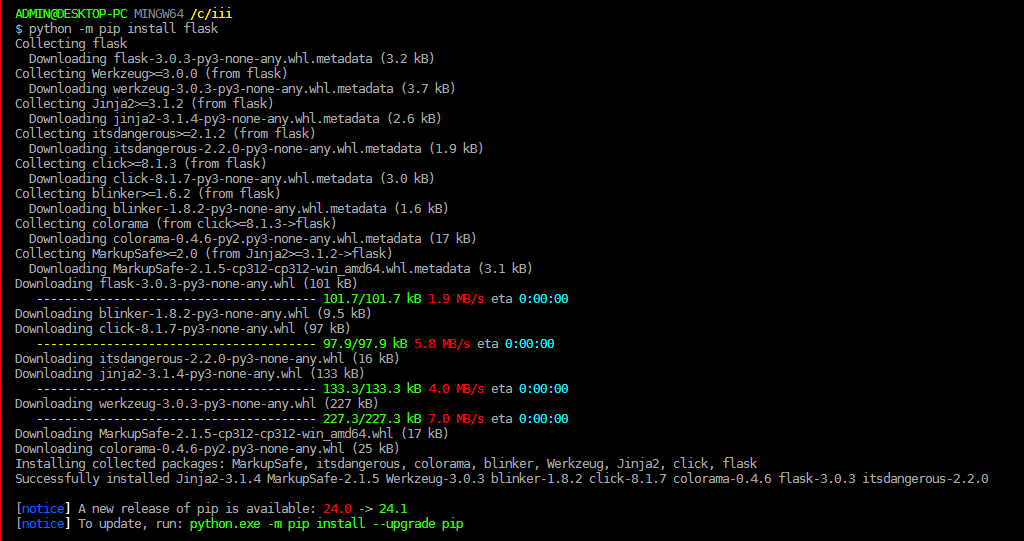 ADMIN@DESKTOP-PC MINGW64 /c/iii
$ python -m pip install flask
Collecting flask
  Downloading flask-3.0.3-py3-none-any.whl.metadata (3.2 kB)
Collecting Werkzeug>=3.0.0 (from flask)
  Downloading werkzeug-3.0.3-py3-none-any.whl.metadata (3.7 kB)
Collecting Jinja2>=3.1.2 (from flask)
  Downloading jinja2-3.1.4-py3-none-any.whl.metadata (2.6 kB)
Collecting itsdangerous>=2.1.2 (from flask)
  Downloading itsdangerous-2.2.0-py3-none-any.whl.metadata (1.9 kB)
Collecting click>=8.1.3 (from flask)
  Downloading click-8.1.7-py3-none-any.whl.metadata (3.0 kB)
Collecting blinker>=1.6.2 (from flask)
  Downloading blinker-1.8.2-py3-none-any.whl.metadata (1.6 kB)
Collecting colorama (from click>=8.1.3->flask)
  Downloading colorama-0.4.6-py2.py3-none-any.whl.metadata (17 kB)
Collecting MarkupSafe>=2.0 (from Jinja2>=3.1.2->flask)
  Downloading MarkupSafe-2.1.5-cp312-cp312-win_amd64.whl.metadata (3.1 kB)
Downloading flask-3.0.3-py3-none-any.whl (101 kB)
   ---------------------------------------- 101.7/101.7 kB 1.9 MB/s eta 0:00:00
Downloading blinker-1.8.2-py3-none-any.whl (9.5 kB)
Downloading click-8.1.7-py3-none-any.whl (97 kB)
   ---------------------------------------- 97.9/97.9 kB 5.8 MB/s eta 0:00:00
Downloading itsdangerous-2.2.0-py3-none-any.whl (16 kB)
Downloading jinja2-3.1.4-py3-none-any.whl (133 kB)
   ---------------------------------------- 133.3/133.3 kB 4.0 MB/s eta 0:00:00
Downloading werkzeug-3.0.3-py3-none-any.whl (227 kB)
   ---------------------------------------- 227.3/227.3 kB 7.0 MB/s eta 0:00:00
Downloading MarkupSafe-2.1.5-cp312-cp312-win_amd64.whl (17 kB)
Downloading colorama-0.4.6-py2.py3-none-any.whl (25 kB)
Installing collected packages: MarkupSafe, itsdangerous, colorama, blinker, Werkzeug, Jinja2, click, flask
Successfully installed Jinja2-3.1.4 MarkupSafe-2.1.5 Werkzeug-3.0.3 blinker-1.8.2 click-8.1.7 colorama-0.4.6 flask-3.0.3 itsdangerous-2.2.0

[notice] A new release of pip is available: 24.0 -> 24.1
[notice] To update, run: python.exe -m pip install --upgrade pip